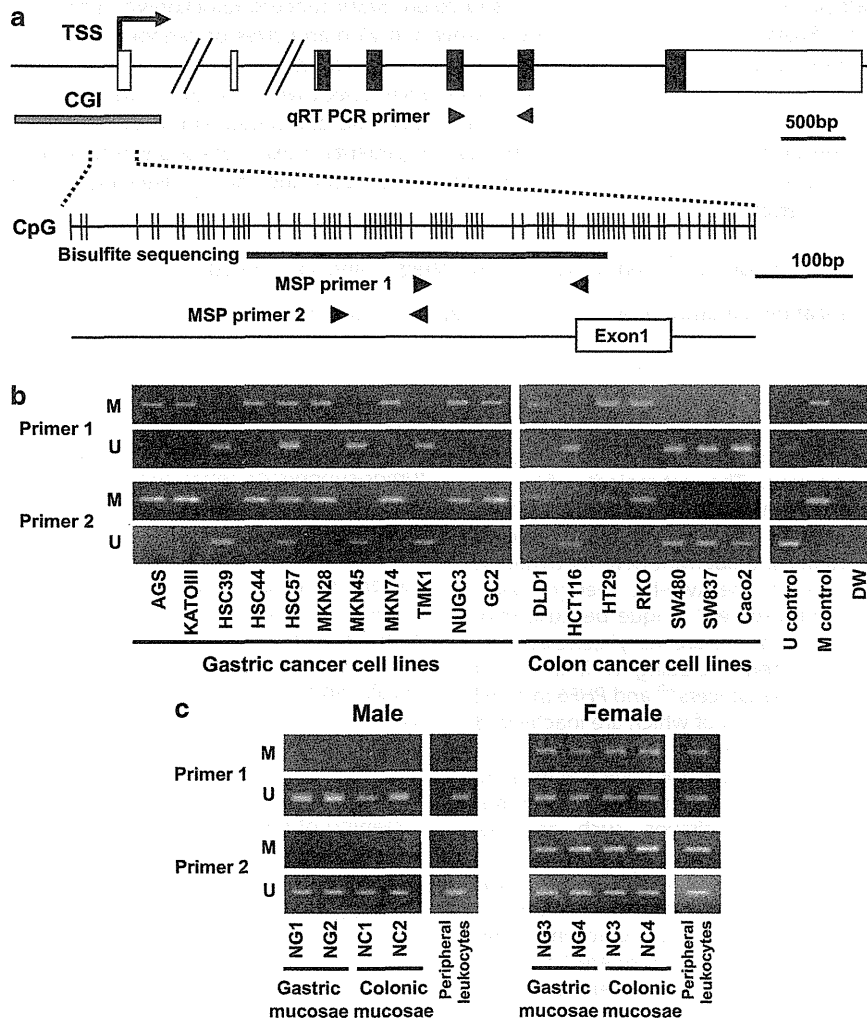 a
TSS
CGI
qRT PCR primer
500bp
CpG
Bisulfite sequencing
100bp
MSP primer 1
MSP primer 2
Exon1
b
Primer 1
M
U
Primer 2
M
U
AGS
KATOIII
HSC39
HSC44
HSC57
MKN28
MKN45
MKN74
TMK1
NUGC3
GC2
DLD1
HCT116
HT29
RKO
SW480
SW837
Caco2
U control
M control
DW
Gastric cancer cell lines
Colon cancer cell lines
c
Male
Female
Primer 1
M
U
Primer 2
M
U
NG1
NG2
NC1
NC2
Peripheral
leukocytes
NG3
NG4
NC3
NC4
Peripheral
leukocytes
Gastric
mucosae
Colonic
mucosae
Gastric
mucosae
Colonic
mucosae